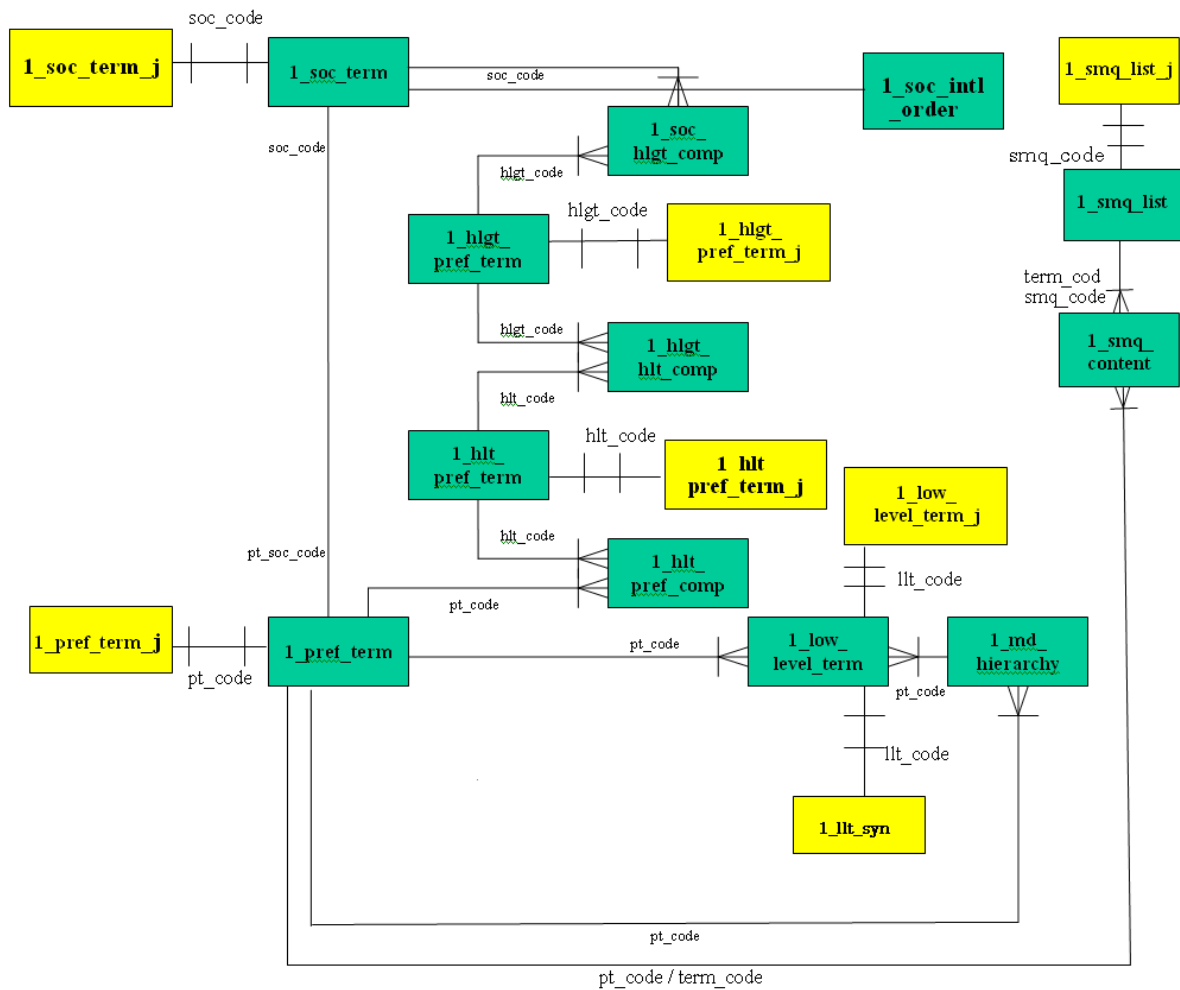 soc_code
1_soc_term_j
1_soc_term
soc_code
1_soc_intl
_order
1_smq_list_j
soc_code
1_soc_
hlgt_comp
smq_code
hlgt_code
1_smq_list
hlgt_code
1_hlgt_
pref_term
1_hlgt_
pref_term_j
term_cod
smq_code
hlgt_code
1_hlgt_
hlt_comp
1_smq_
content
hlt_code
hlt_code
1_hlt_
pref_term
1_hlt
pref_term_j
1_low_
level_term_j
hlt_code
pt_soc_code
1_hlt_
pref_comp
llt_code
pt_code
1_pref_term_j
pt_code
1_pref_term
pt_code
1_low_
level_term
pt_code
1_md_
hierarchy
llt_code
1_llt_syn
pt_code
pt_code / term_code